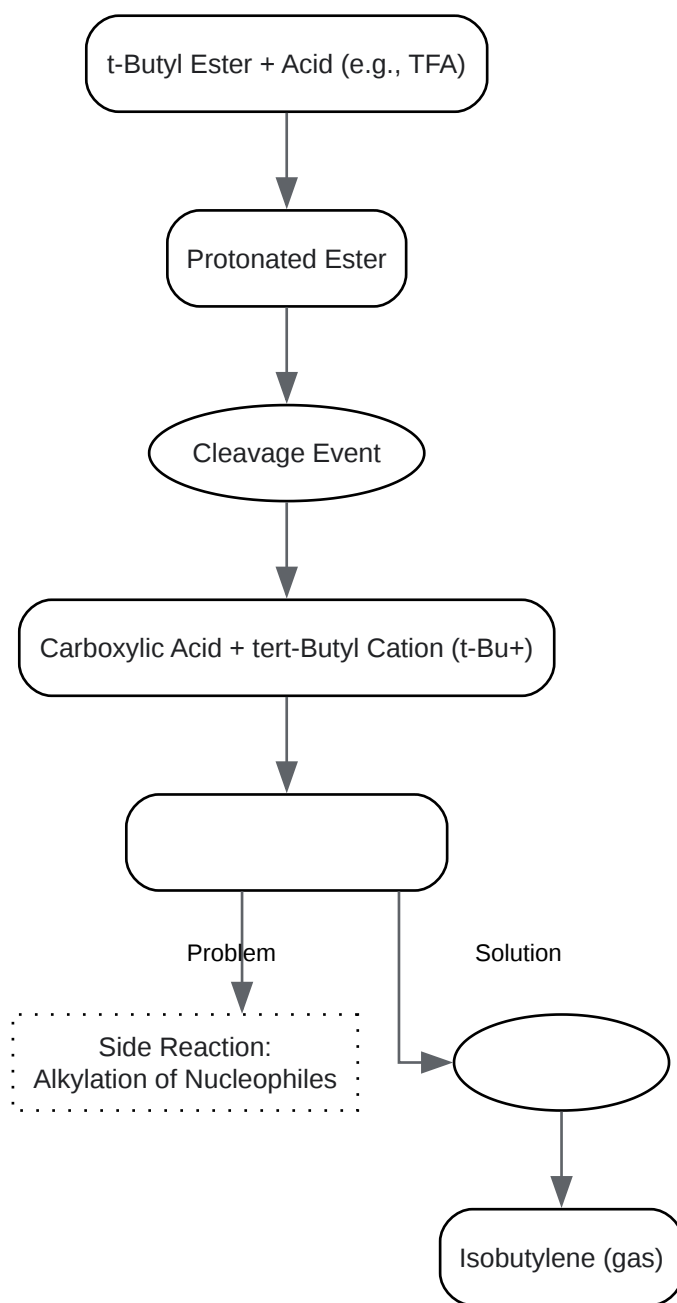 t-Butyl Ester + Acid (e.g., TFA)
Protonated Ester
Cleavage Event
Carboxylic Acid + tert-Butyl Cation (t-Bu+)
Problem
Solution
Side Reaction:
Alkylation of Nucleophiles
Isobutylene (gas)